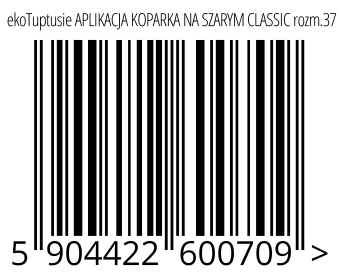 ekoTuptusie APLIKACJA KOPARKA NA SZARYM CLASSIC rozm.37
5 904422 600709 >